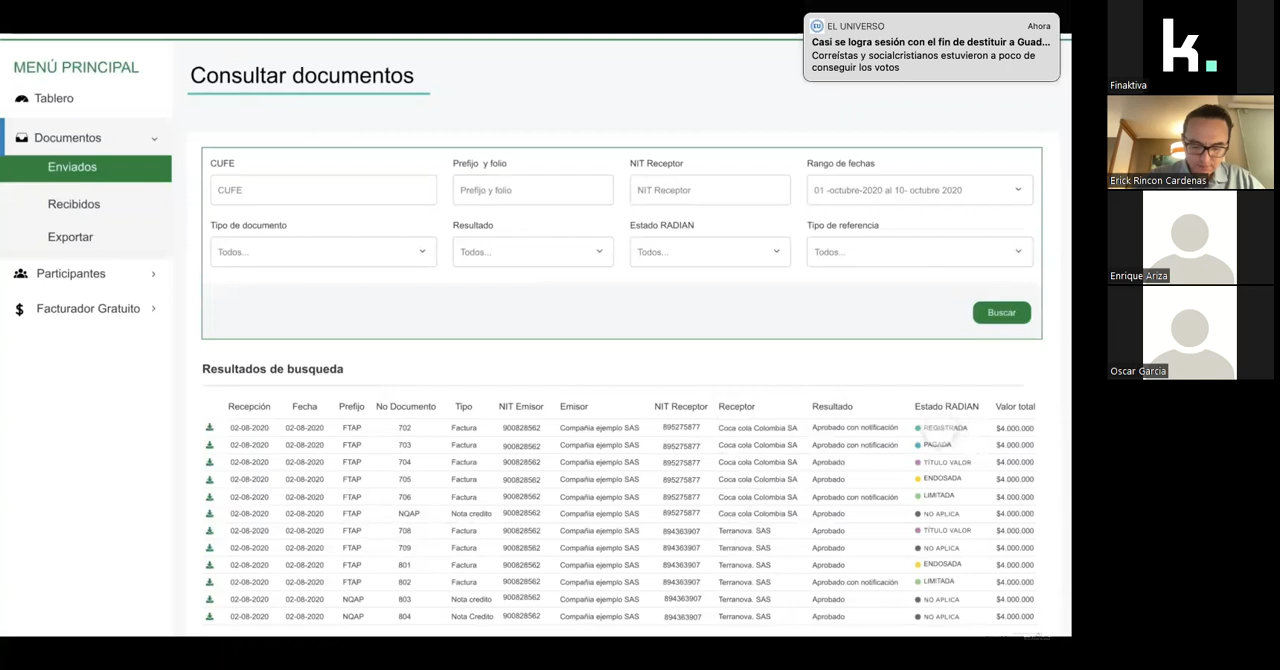 MENÚ PRINCIPAL
Tablero
Documentos
Enviados
Recibidos
Exportar
Participantes
Facturador Gratuito
Consultar documentos
EL UNIVERSO Ahora
Casi se logra sesión con el fin de destituir a Guad...
Correístas y socialcristianos estuvieron a poco de
conseguir los votos
CUFE Prefijo y folio NIT Receptor Rango de fechas
CUFE Prefijo y folio NIT Receptor 01 -octubre-2020 al 10- octubre 2020
Tipo de documento Resultado Estado RADIAN Tipo de referencia
Todos... Todos... Todos... Todos...
Buscar
Resultados de busqueda
Recepción Fecha Prefijo No Documento Tipo NIT Emisor Emisor NIT Receptor Receptor Resultado Estado RADIAN Valor total
02-08-2020 02-08-2020 FTAP 702 Factura 900828562 Compañia ejemplo SAS 895275877 Coca cola Colombia SA Aprobado con notificación REGISTRADA $4.000.000
02-08-2020 02-08-2020 FTAP 703 Factura 900828562 Compañia ejemplo SAS 895275877 Coca cola Colombia SA Aprobado con notificación PAGADA $4.000.000
02-08-2020 02-08-2020 FTAP 704 Factura 900828562 Compañia ejemplo SAS 895275877 Coca cola Colombia SA Aprobado TÍTULO VALOR $4.000.000
02-08-2020 02-08-2020 FTAP 705 Factura 900828562 Compañia ejemplo SAS 895275877 Coca cola Colombia SA Aprobado ENDOSADA $4.000.000
02-08-2020 02-08-2020 FTAP 706 Factura 900828562 Compañia ejemplo SAS 895275877 Coca cola Colombia SA Aprobado con notificación LIMITADA $4.000.000
02-08-2020 02-08-2020 FTAP NQAP Nota credito 900828562 Compañia ejemplo SAS 895275877 Coca cola Colombia SA Aprobado NO APLICA $4.000.000
02-08-2020 02-08-2020 FTAP 708 Factura 900828562 Compañia ejemplo SAS 894363907 Terranova. SAS Aprobado TÍTULO VALOR $4.000.000
02-08-2020 02-08-2020 FTAP 709 Factura 900828562 Compañia ejemplo SAS 894363907 Terranova. SAS Aprobado NO APLICA $4.000.000
02-08-2020 02-08-2020 FTAP 801 Factura 900828562 Compañia ejemplo SAS 894363907 Terranova. SAS Aprobado ENDOSADA $4.000.000
02-08-2020 02-08-2020 FTAP 802 Factura 900828562 Compañia ejemplo SAS 894363907 Terranova. SAS Aprobado con notificación LIMITADA $4.000.000
02-08-2020 02-08-2020 NQAP 803 Nota credito 900828562 Compañia ejemplo SAS 894363907 Terranova. SAS Aprobado NO APLICA $4.000.000
02-08-2020 02-08-2020 NQAP 804 Nota Credito 900828562 Compañia ejemplo SAS 894363907 Terranova. SAS Aprobado NO APLICA $4.000.000
k.
Finaktiva
Erick Rincon Cardenas
Enrique Ariza
Oscar Garcia